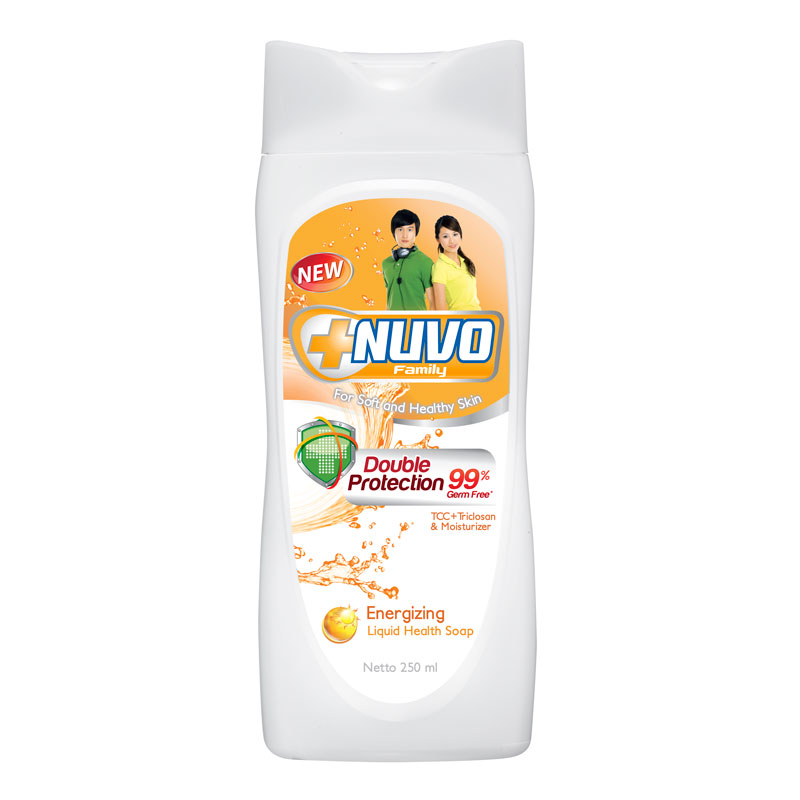 NEW
NUVO
Family
For Soft and Healthy Skin
Double
Protection 99%
Germ Free*
TCC+Triclosan
& Moisturizer
Energizing
Liquid Health Soap
Netto 250 ml